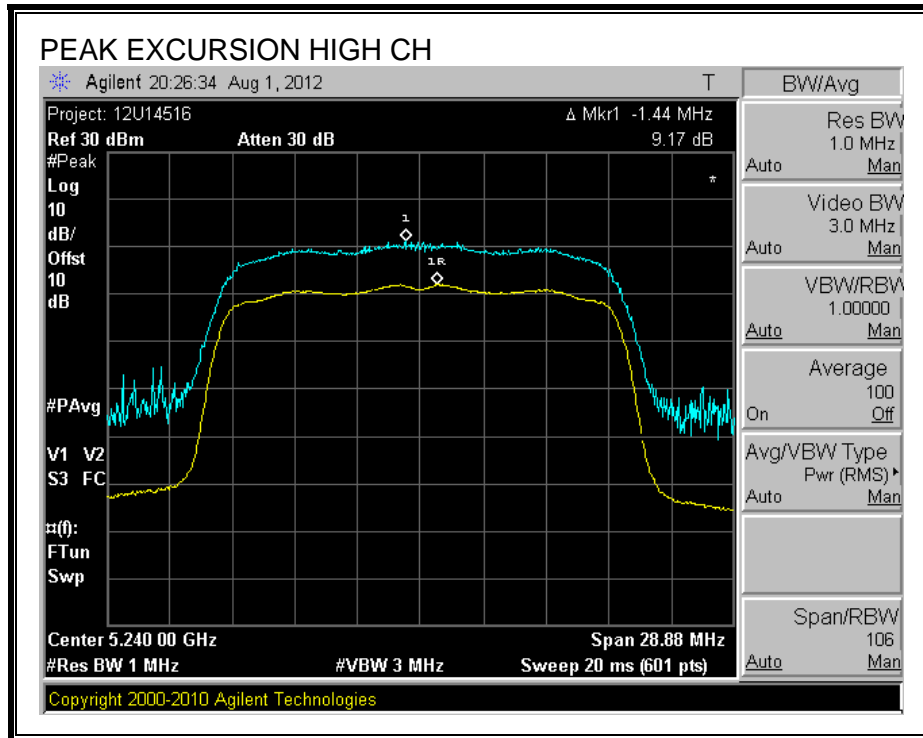 PEAK EXCURSION HIGH CH
Agilent 20:26:34 Aug 1, 2012 T
Project: 12U14516 Δ Mkr1 -1.44 MHz
Ref 30 dBm Atten 30 dB 9.17 dB
#Peak
Log
10
dB/
Offst
10
dB
#PAvg
V1 V2
S3 FC
¤(f):
FTun
Swp
*
1
1R
Center 5.240 00 GHz Span 28.88 MHz
#Res BW 1 MHz #VBW 3 MHz Sweep 20 ms (601 pts)
Copyright 2000-2010 Agilent Technologies
BW/Avg
Res BW
1.0 MHz
Auto Man
Video BW
3.0 MHz
Auto Man
VBW/RBW
1.00000
Auto Man
Average
100
On Off
Avg/VBW Type
Pwr (RMS)
Auto Man
Span/RBW
106
Auto Man